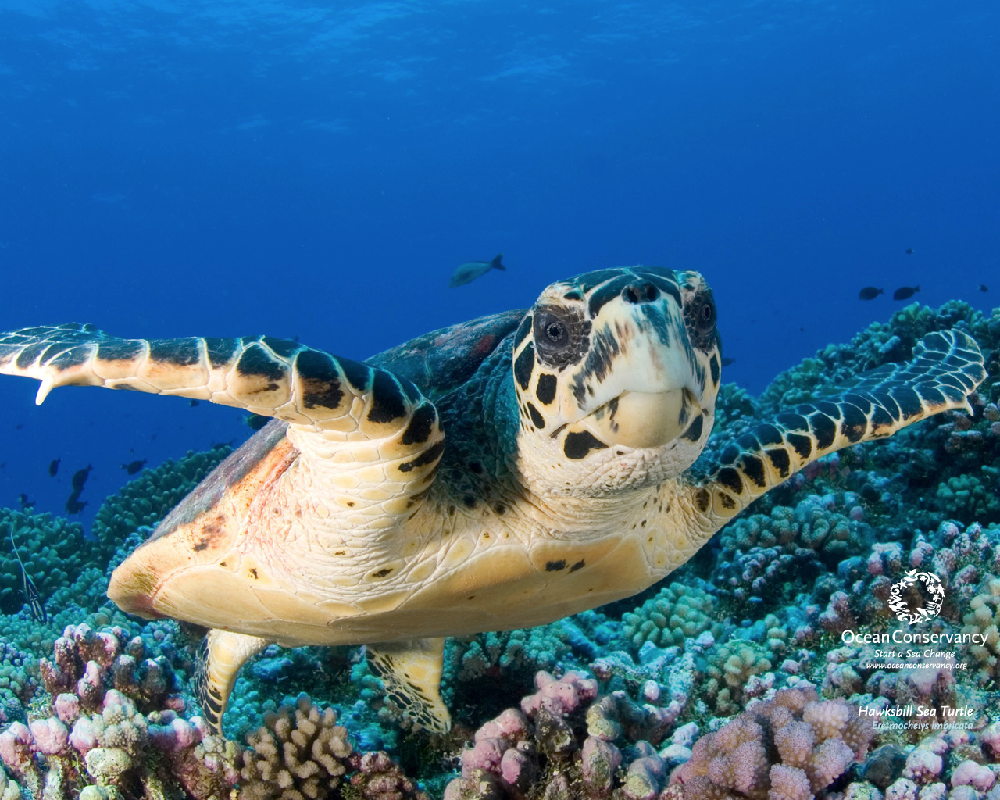 Ocean Conservancy
Start a Sea Change
www.oceanconservancy.org
Hawksbill Sea Turtle
Eretmochelys imbricata